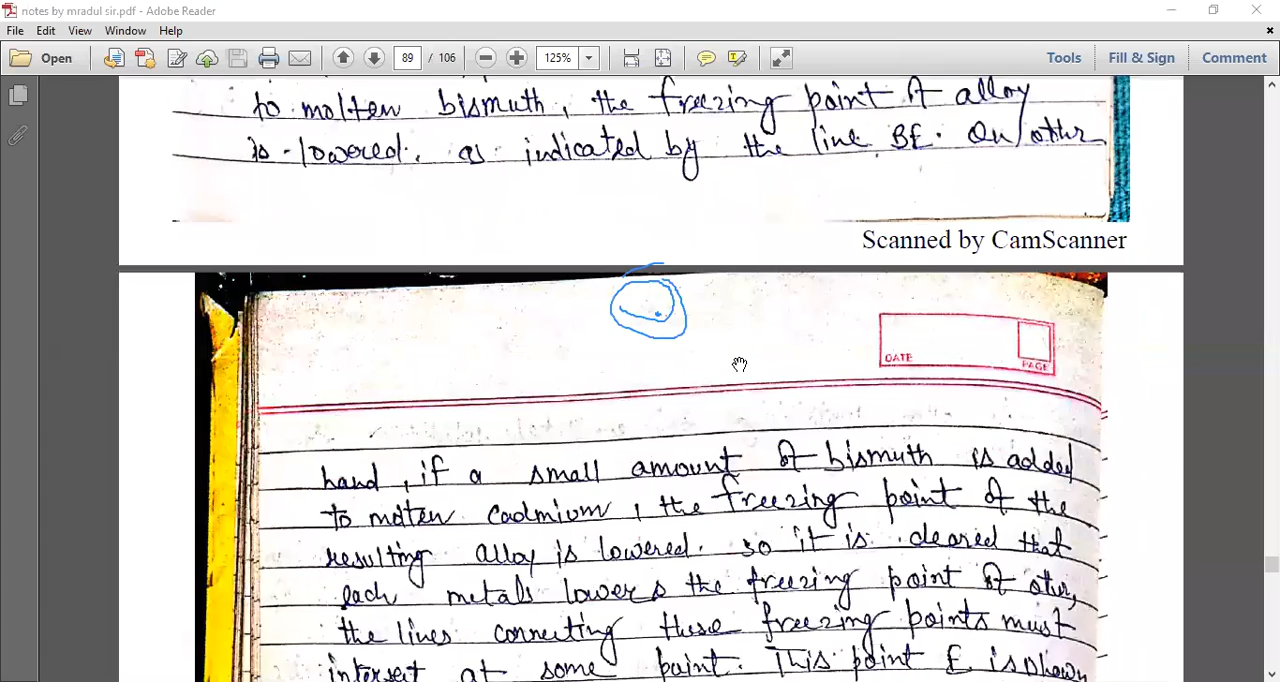 notes by mradul sir.pdf - Adobe Reader
File Edit View Window Help
Open 89 / 106 125% Tools Fill & Sign Comment
to molten bismuth, the freezing point of alloy
is lowered. as indicated by the line BE. On other
Scanned by CamScanner
DATE
PAGE
hand, if a small amount of bismuth is added
to molten cadmium, the freezing point of the
resulting alloy is lowered. so it is cleared that
each metals lowers the freezing point of other,
the lines connecting these freezing points must
intersect at some point. This point E is shown